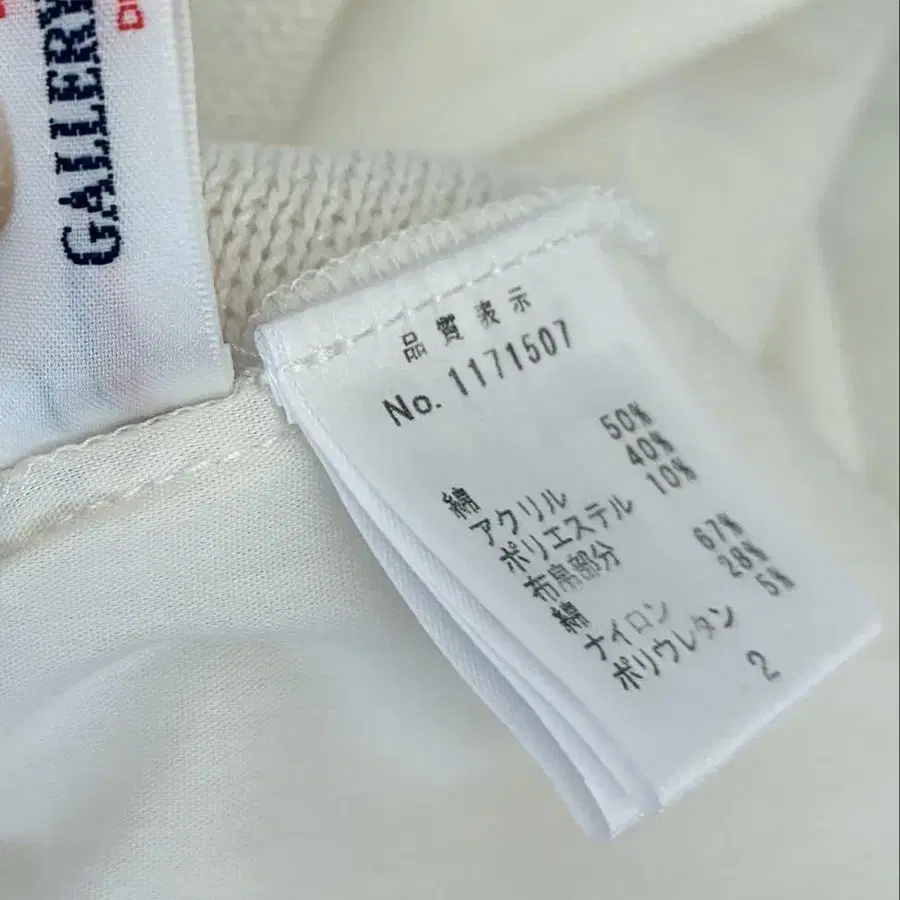 GALLERY
品質表示
No. 1171507
綿 50%
アクリル 40%
ポリエステル 10%
布帛部分
綿 67%
ナイロン 28%
ポリウレタン 5%
2